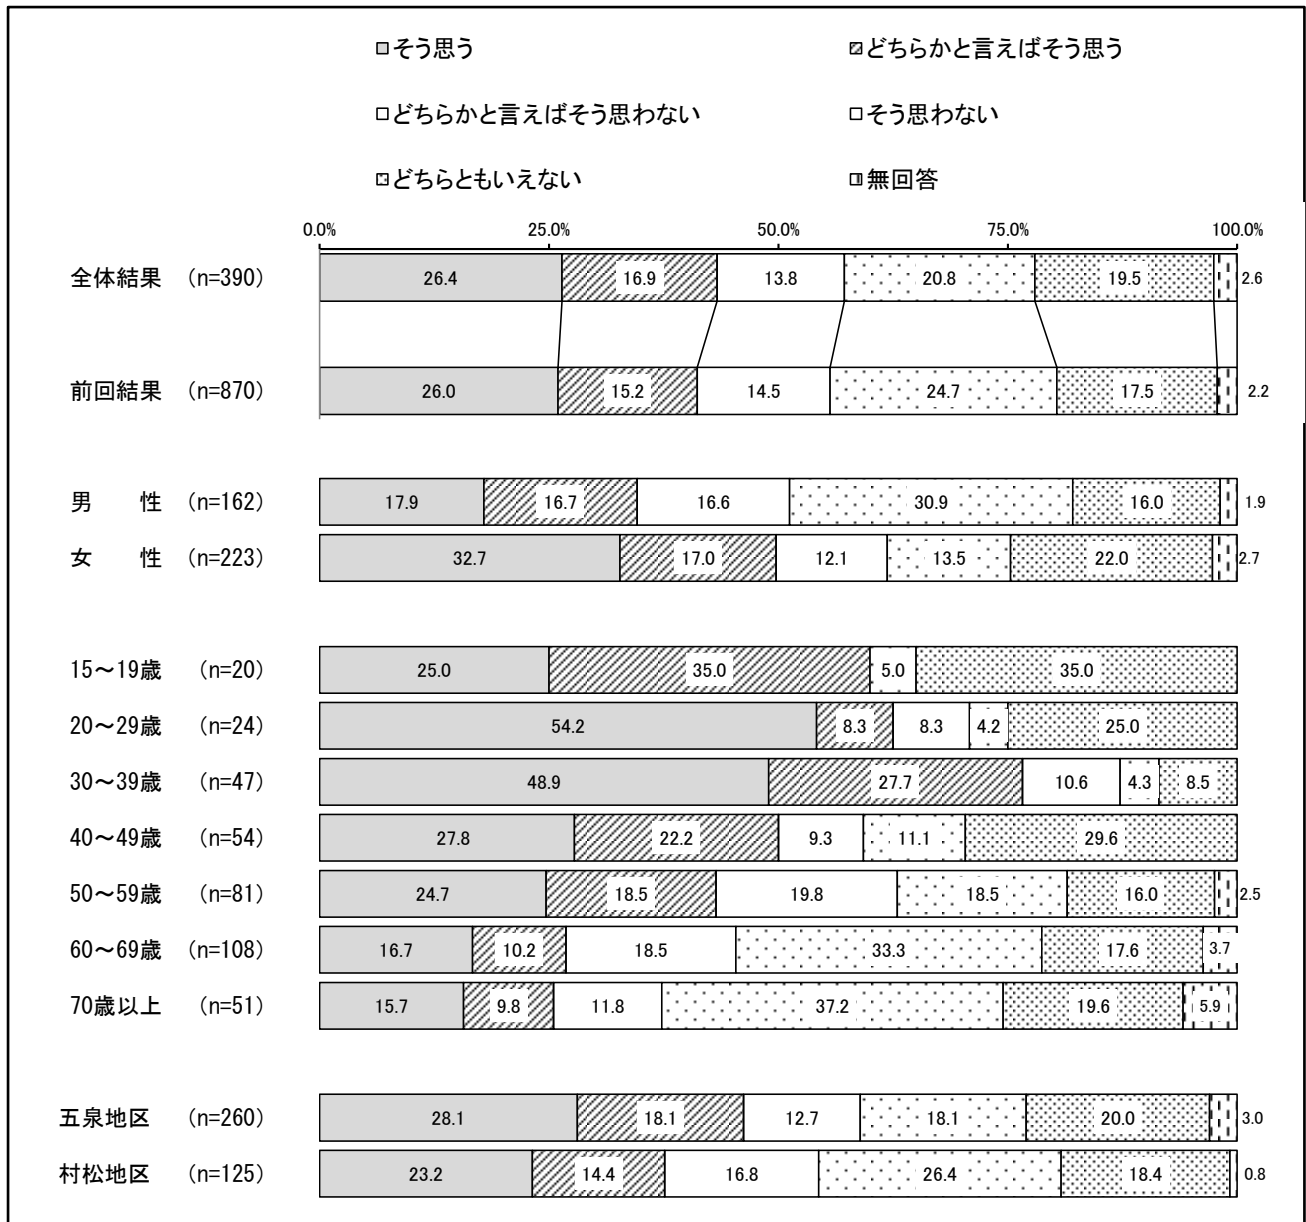 そう思う どちらかと言えばそう思う
どちらかと言えばそう思わない そう思わない
どちらともいえない 無回答
0.0% 25.0% 50.0% 75.0% 100.0%
全体結果 (n=390) 26.4 16.9 13.8 20.8 19.5 2.6
前回結果 (n=870) 26.0 15.2 14.5 24.7 17.5 2.2
男 性 (n=162) 17.9 16.7 16.6 30.9 16.0 1.9
女 性 (n=223) 32.7 17.0 12.1 13.5 22.0 2.7
15～19歳 (n=20) 25.0 35.0 5.0 35.0
20～29歳 (n=24) 54.2 8.3 8.3 4.2 25.0
30～39歳 (n=47) 48.9 27.7 10.6 4.3 8.5
40～49歳 (n=54) 27.8 22.2 9.3 11.1 29.6
50～59歳 (n=81) 24.7 18.5 19.8 18.5 16.0 2.5
60～69歳 (n=108) 16.7 10.2 18.5 33.3 17.6 3.7
70歳以上 (n=51) 15.7 9.8 11.8 37.2 19.6 5.9
五泉地区 (n=260) 28.1 18.1 12.7 18.1 20.0 3.0
村松地区 (n=125) 23.2 14.4 16.8 26.4 18.4 0.8